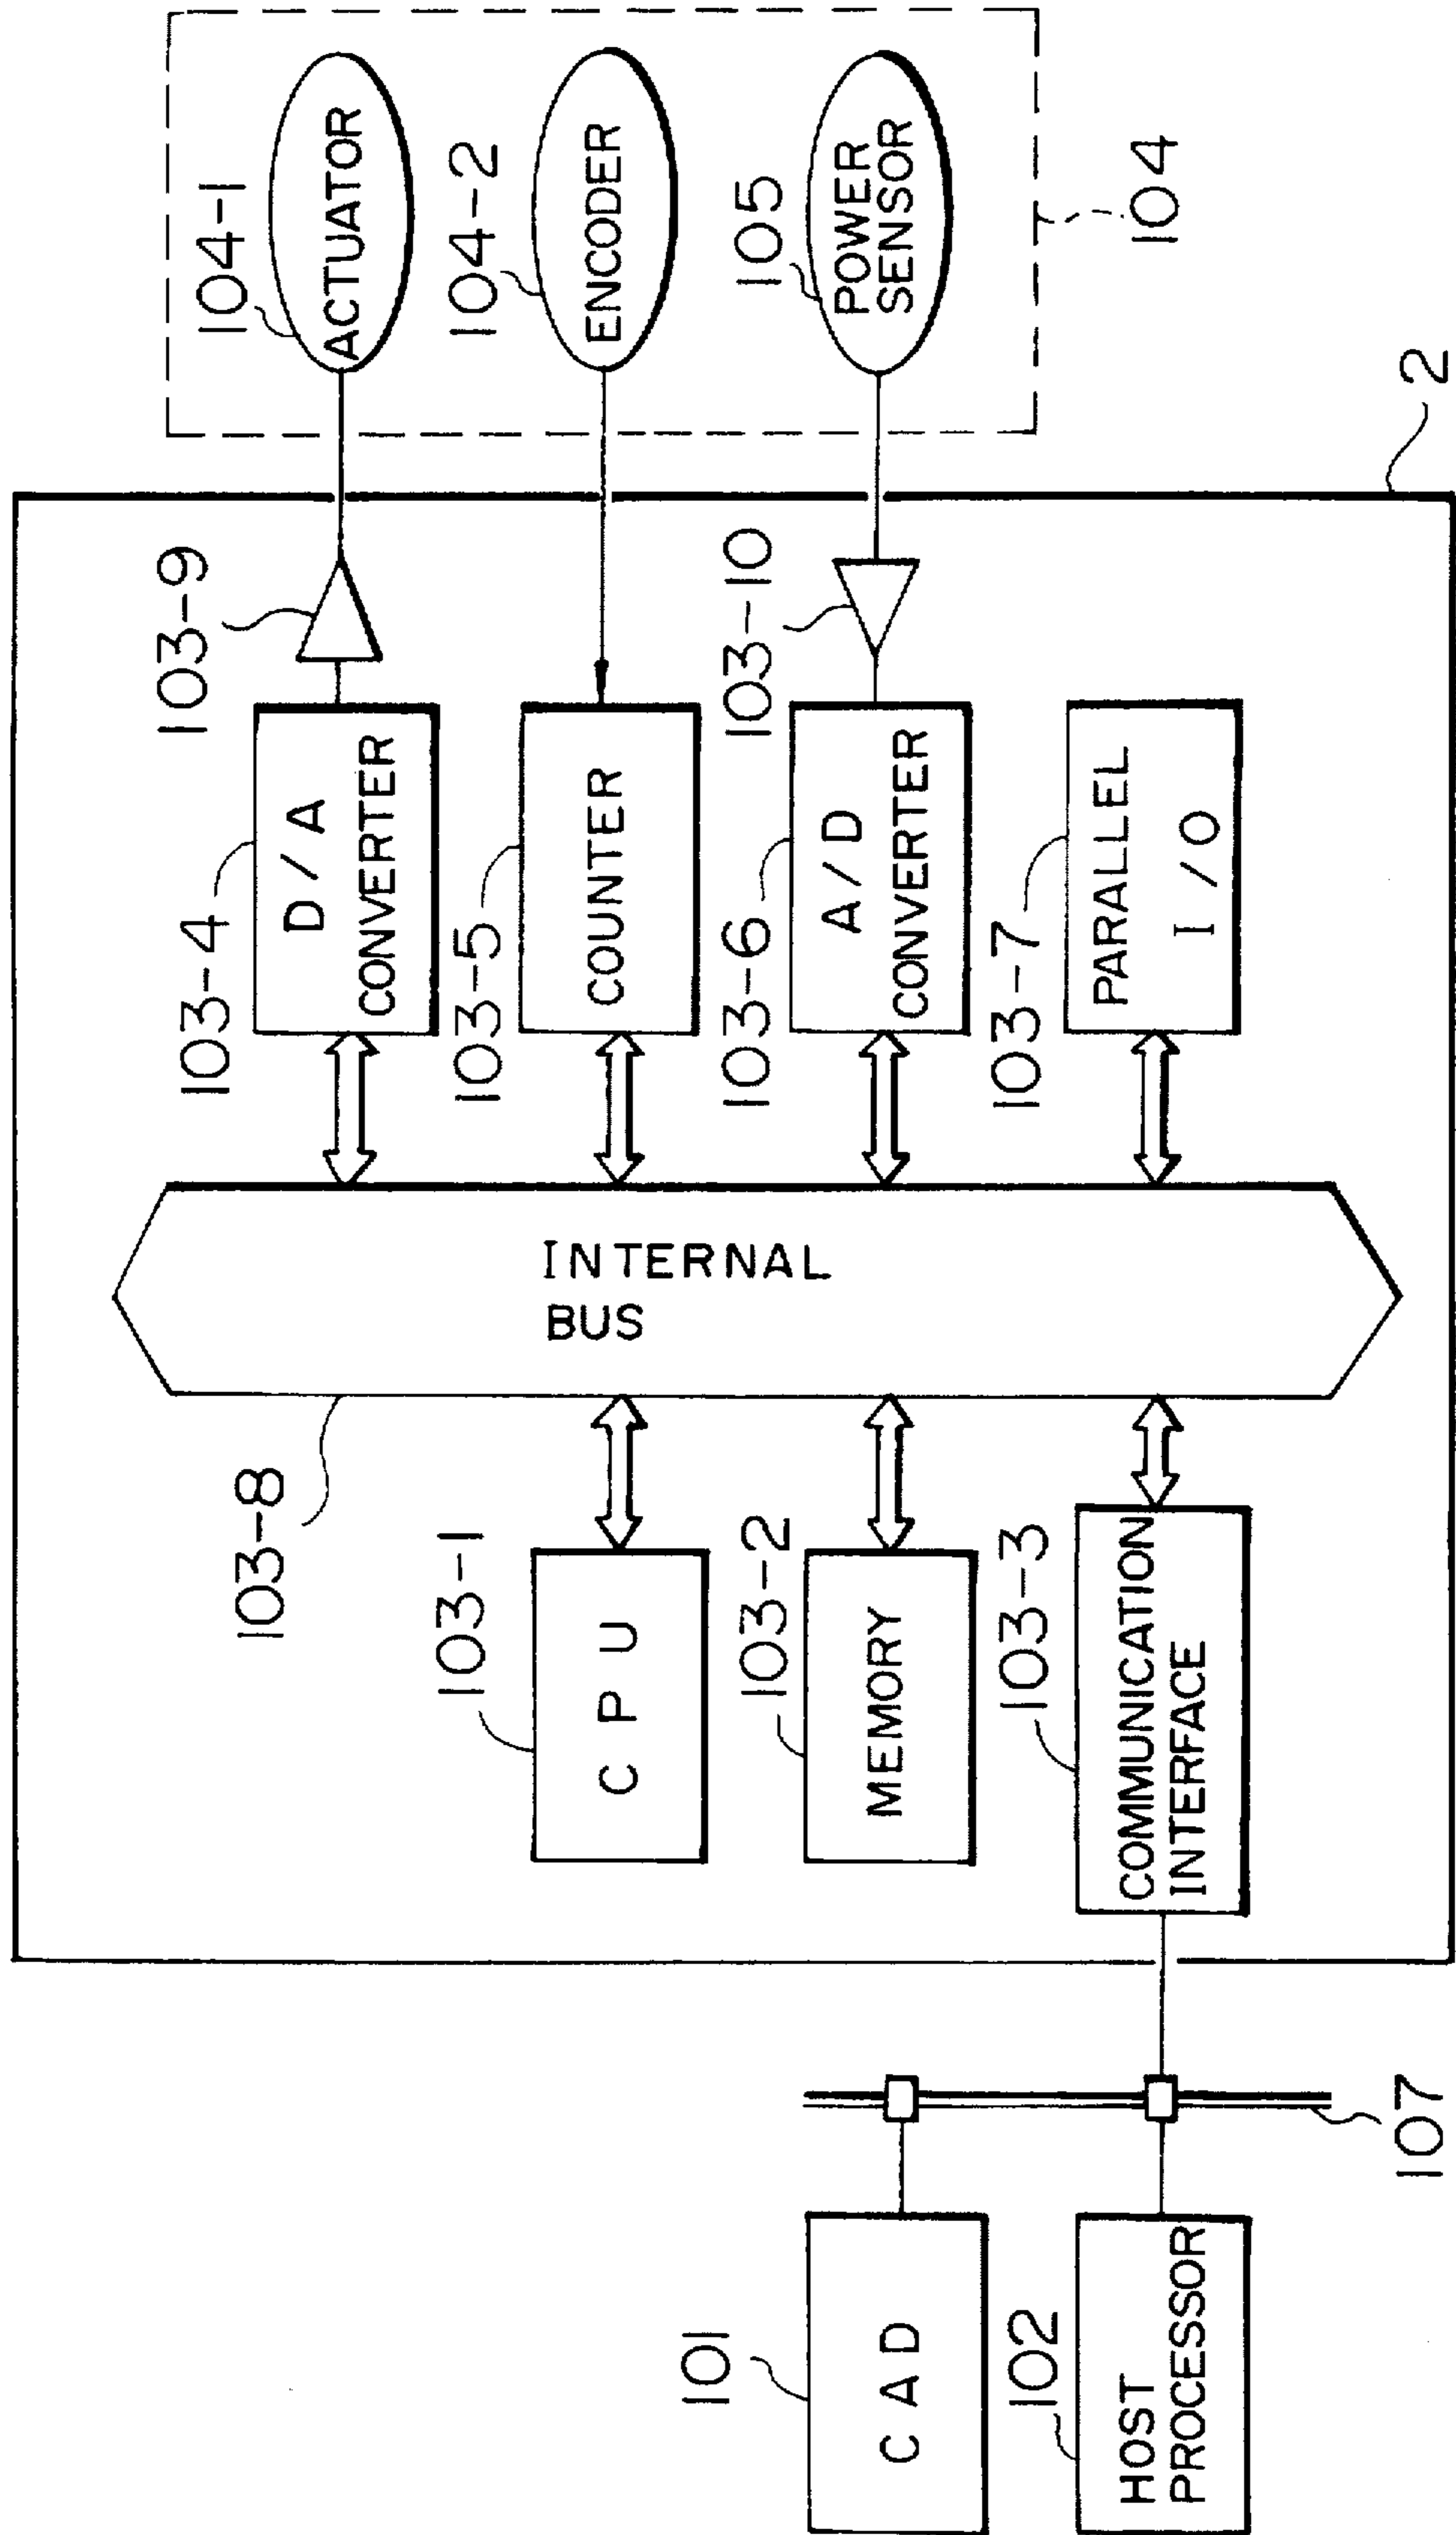 101
C A D
102
HOST
PROCESSOR
107
103-1
C P U
103-2
MEMORY
103-3
COMMUNICATION
INTERFACE
103-8
INTERNAL
BUS
103-4
D/A
CONVERTER
103-5
COUNTER
103-6
A/D
CONVERTER
103-7
PARALLEL
I/O
103-9
103-10
2
104-1
ACTUATOR
104-2
ENCODER
105
POWER
SENSOR
104